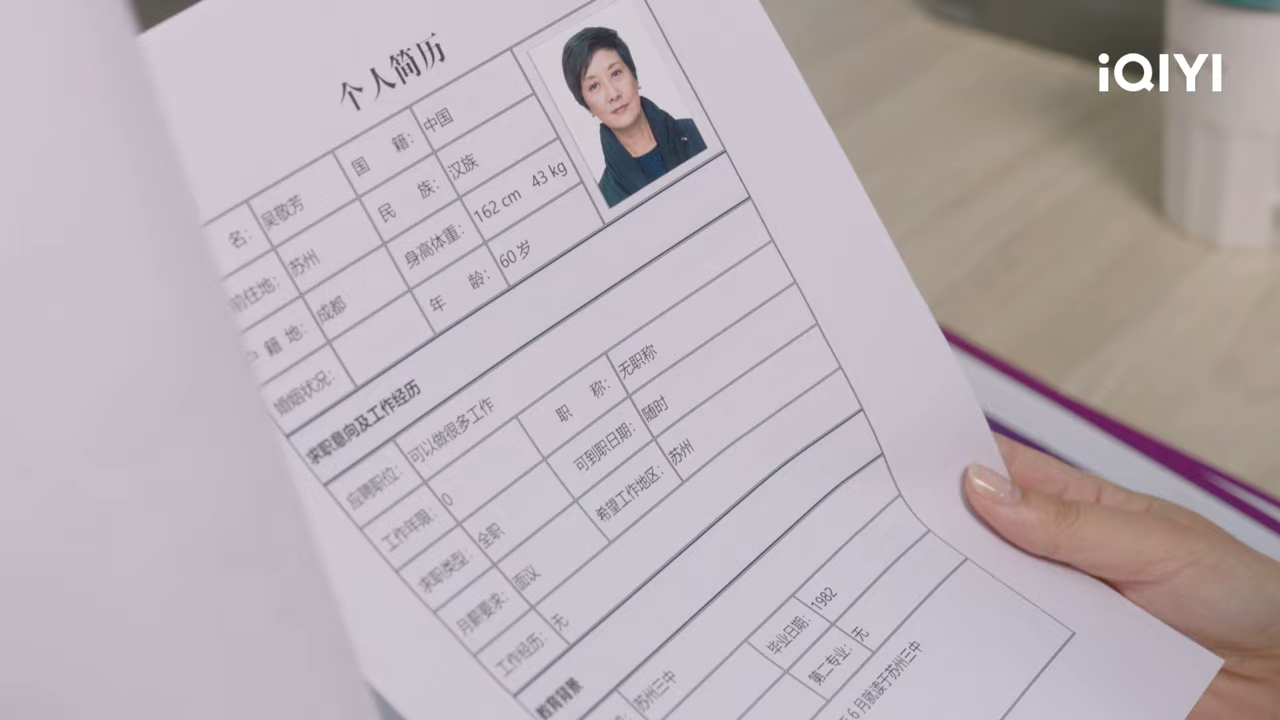 iQIYI
个人简历
名： 吴敬芳 国 籍： 中国
前住地： 苏州 民 族： 汉族
户 籍 地： 成都 身高体重： 162 cm 43 kg
婚姻状况： 年 龄： 60 岁
求职意向及工作经历
应聘职位： 可以做很多工作 职 称： 无职称
工作年限： 0 可到职日期： 随时
求职类型： 全职 希望工作地区： 苏州
月薪要求： 面议
工作经历： 无
教育背景
苏州三中 毕业日期： 1982
第二专业： 无
6 月就读于苏州三中